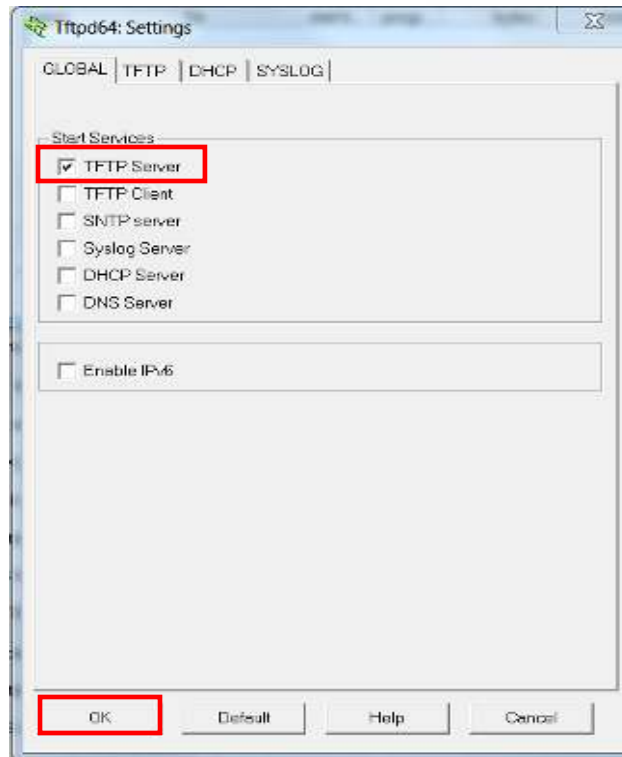 Tftpd64: Settings
GLOBAL TFTP DHCP SYSLOG
Start Services
TFTP Server
TFTP Client
SNTP server
Syslog Server
DHCP Server
DNS Server
Enable IPv6
OK Default Help Cancel